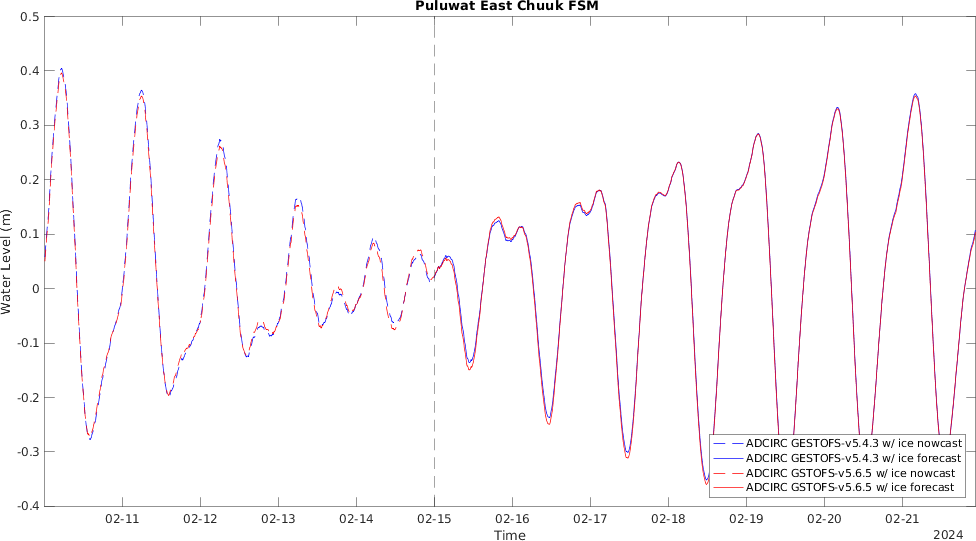 Puluwat East Chuuk FSM
0.5
0.4
0.3
0.2
0.1
0
-0.1
-0.2
-0.3
-0.4
Water Level (m)
ADCIRC GESTOFS-v5.4.3 w/ ice nowcast
ADCIRC GESTOFS-v5.4.3 w/ ice forecast
ADCIRC GSTOFS-v5.6.5 w/ ice nowcast
ADCIRC GSTOFS-v5.6.5 w/ ice forecast
02-11 02-12 02-13 02-14 02-15 02-16 02-17 02-18 02-19 02-20 02-21
Time
2024